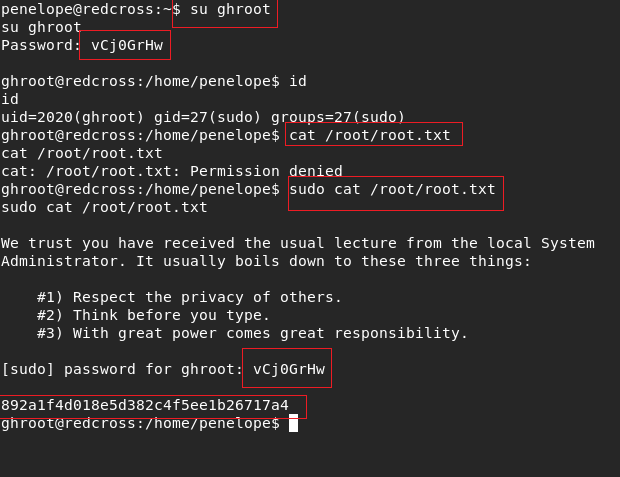 penelope@redcross:~$ su ghroot
su ghroot
Password: vCj0GrHw
ghroot@redcross:/home/penelope$ id
id
uid=2020(ghroot) gid=27(sudo) groups=27(sudo)
ghroot@redcross:/home/penelope$ cat /root/root.txt
cat /root/root.txt
cat: /root/root.txt: Permission denied
ghroot@redcross:/home/penelope$ sudo cat /root/root.txt
sudo cat /root/root.txt
We trust you have received the usual lecture from the local System
Administrator. It usually boils down to these three things:
#1) Respect the privacy of others.
#2) Think before you type.
#3) With great power comes great responsibility.
[sudo] password for ghroot: vCj0GrHw
892a1f4d018e5d382c4f5ee1b26717a4
ghroot@redcross:/home/penelope$